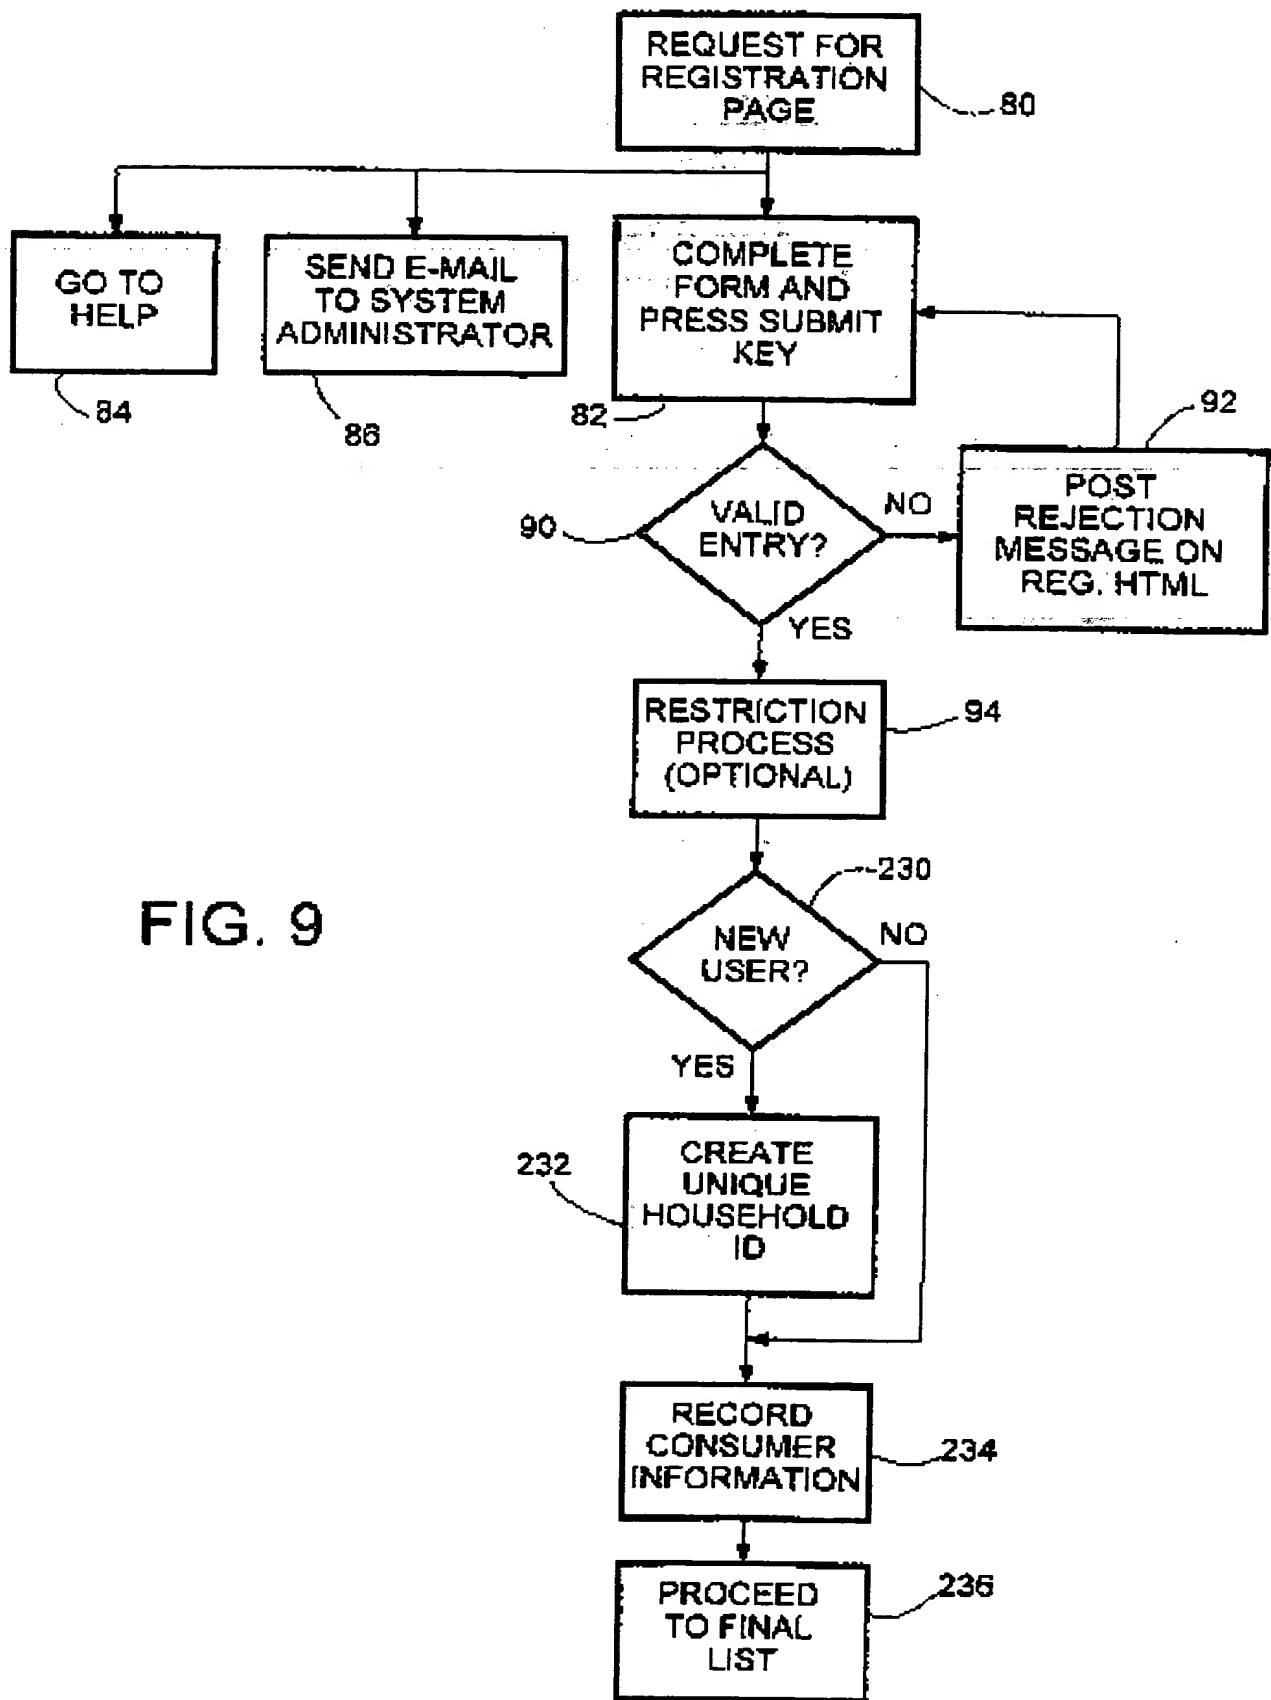 REQUEST FOR
REGISTRATION
PAGE
80
GO TO
HELP
84
SEND E-MAIL
TO SYSTEM
ADMINISTRATOR
86
COMPLETE
FORM AND
PRESS SUBMIT
KEY
82
92
POST
REJECTION
MESSAGE ON
REG. HTML
90
VALID
ENTRY?
NO
YES
RESTRICTION
PROCESS
(OPTIONAL)
94
230
NEW
USER?
NO
YES
FIG. 9
232
CREATE
UNIQUE
HOUSEHOLD
ID
RECORD
CONSUMER
INFORMATION
234
PROCEED
TO FINAL
LIST
236